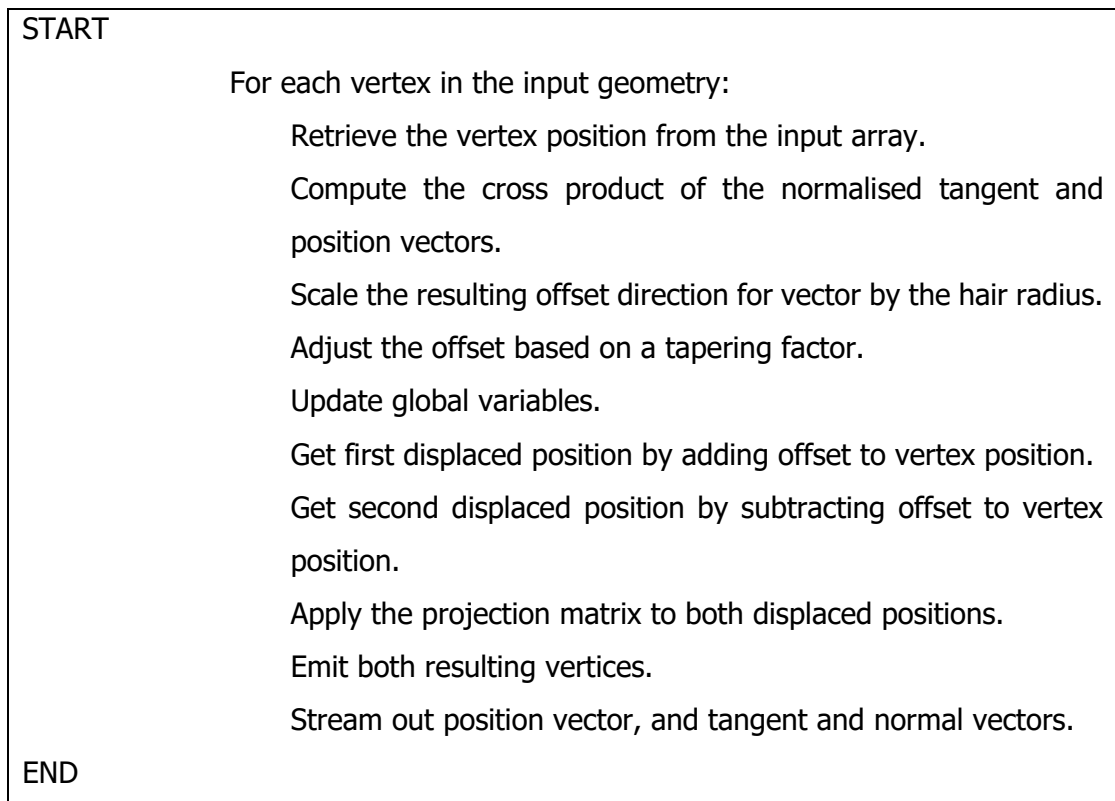 START
For each vertex in the input geometry:
Retrieve the vertex position from the input array.
Compute the cross product of the normalised tangent and
position vectors.
Scale the resulting offset direction for vector by the hair radius.
Adjust the offset based on a tapering factor.
Update global variables.
Get first displaced position by adding offset to vertex position.
Get second displaced position by subtracting offset to vertex
position.
Apply the projection matrix to both displaced positions.
Emit both resulting vertices.
Stream out position vector, and tangent and normal vectors.
END